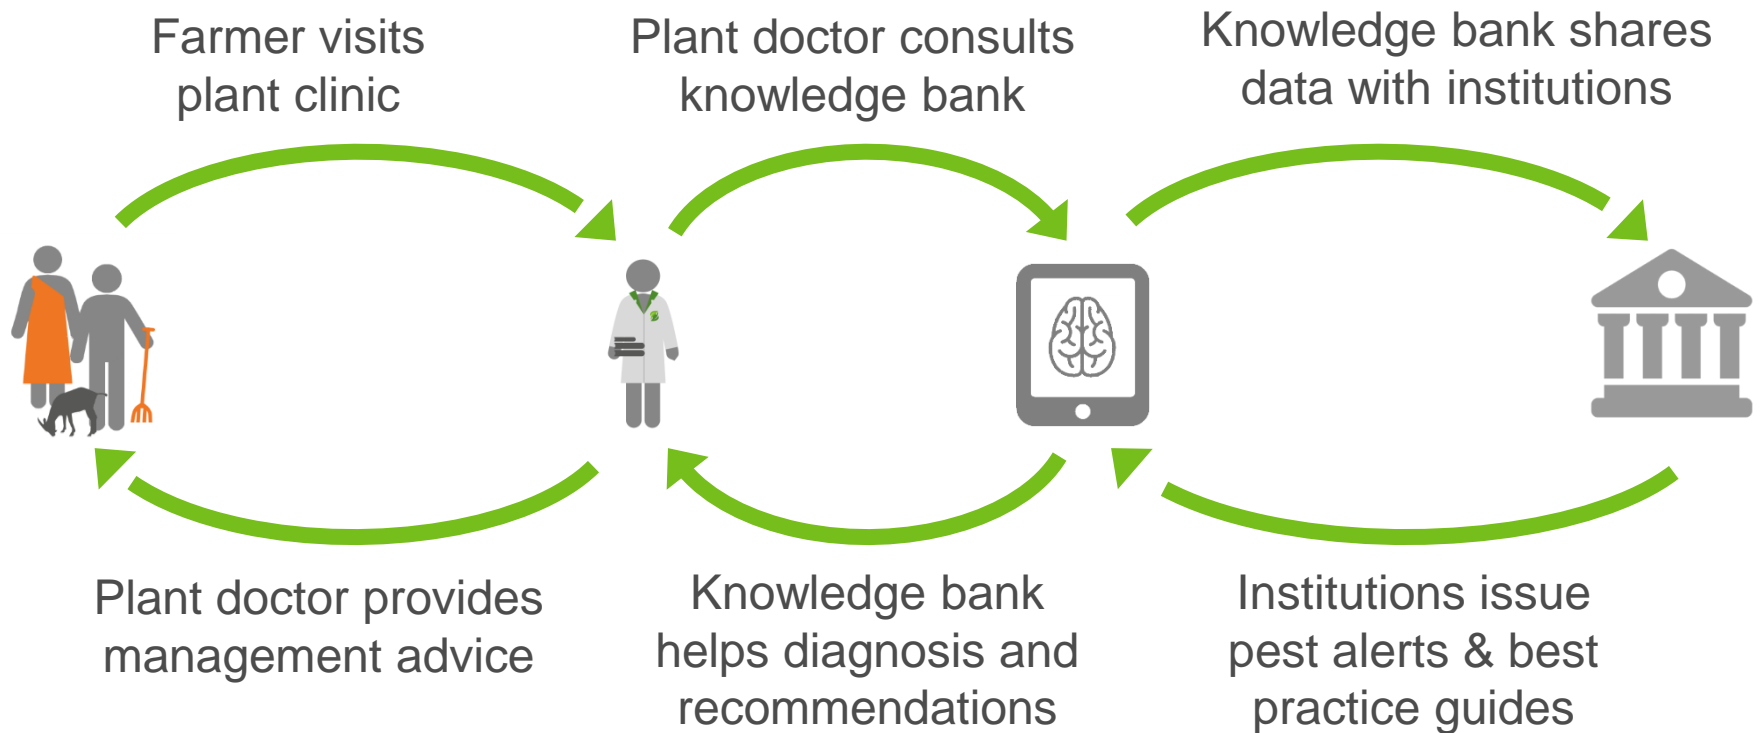 Farmer visits
plant clinic
Plant doctor consults
knowledge bank
Knowledge bank shares
data with institutions
Plant doctor provides
management advice
Knowledge bank
helps diagnosis and
recommendations
Institutions issue
pest alerts & best
practice guides